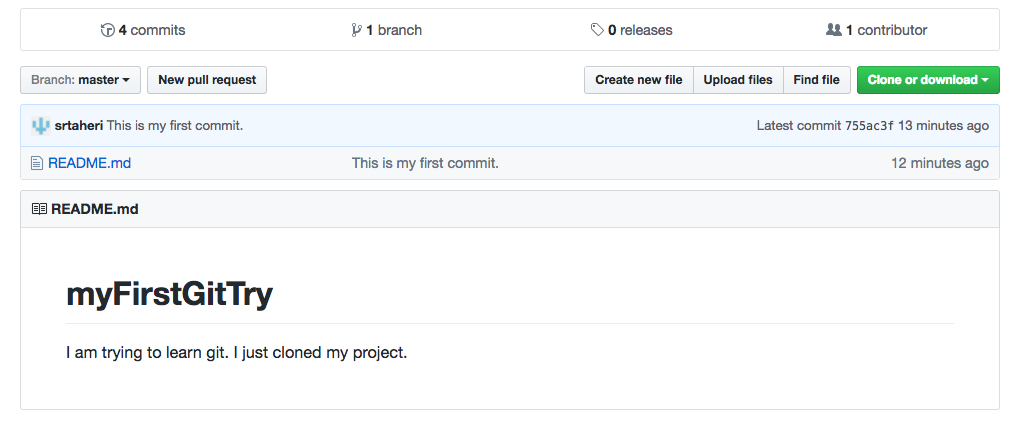 4 commits 1 branch 0 releases 1 contributor
Branch: master New pull request Create new file Upload files Find file Clone or download
srtaheri This is my first commit. Latest commit 755ac3f 13 minutes ago
README.md This is my first commit. 12 minutes ago
README.md
myFirstGitTry
I am trying to learn git. I just cloned my project.